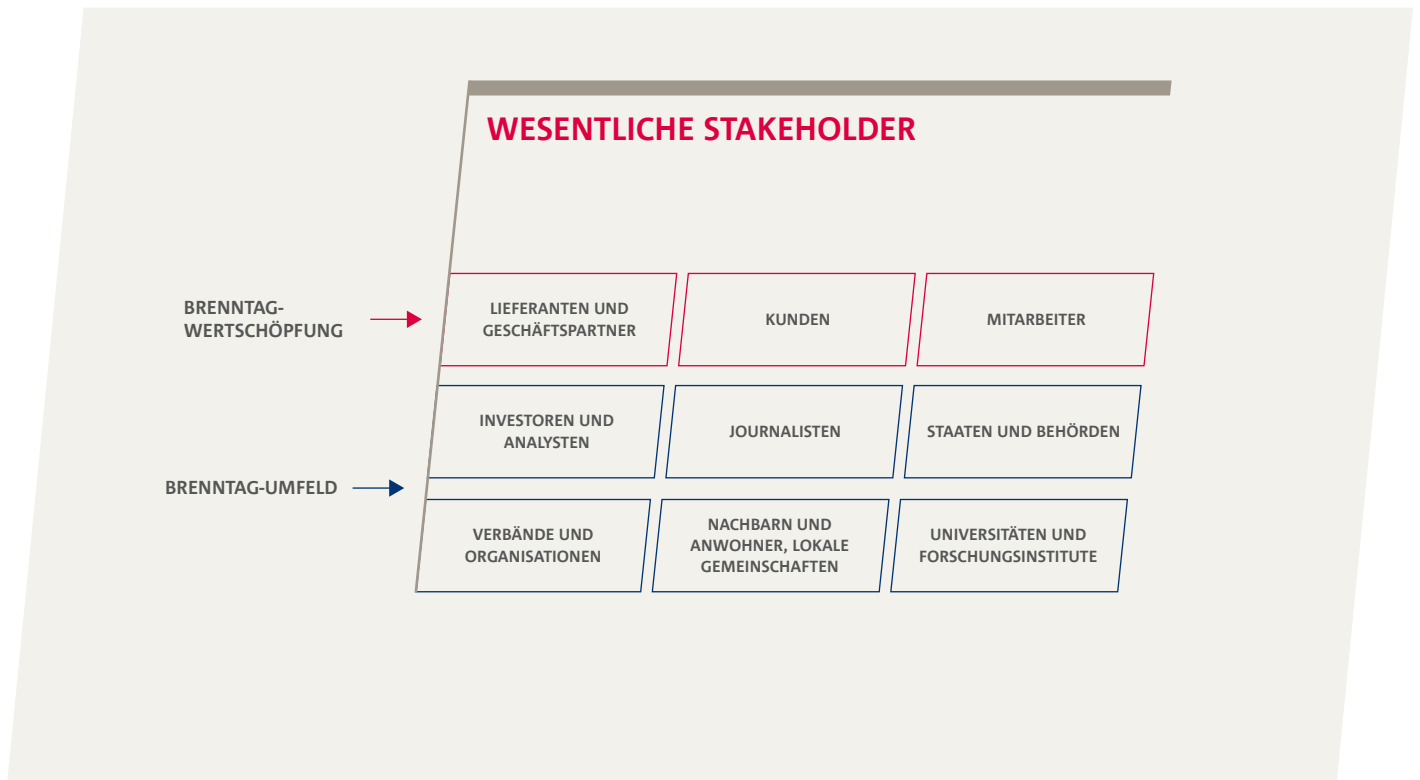 WESENTLICHE STAKEHOLDER
BRENNTAG-
WERTSCHÖPFUNG
LIEFERANTEN UND
GESCHÄFTSPARTNER
KUNDEN
MITARBEITER
BRENNTAG-UMFELD
INVESTOREN UND
ANALYSTEN
JOURNALISTEN
STAATEN UND BEHÖRDEN
VERBÄNDE UND
ORGANISATIONEN
NACHBARN UND
ANWOHNER, LOKALE
GEMEINSCHAFTEN
UNIVERSITÄTEN UND
FORSCHUNGSINSTITUTE